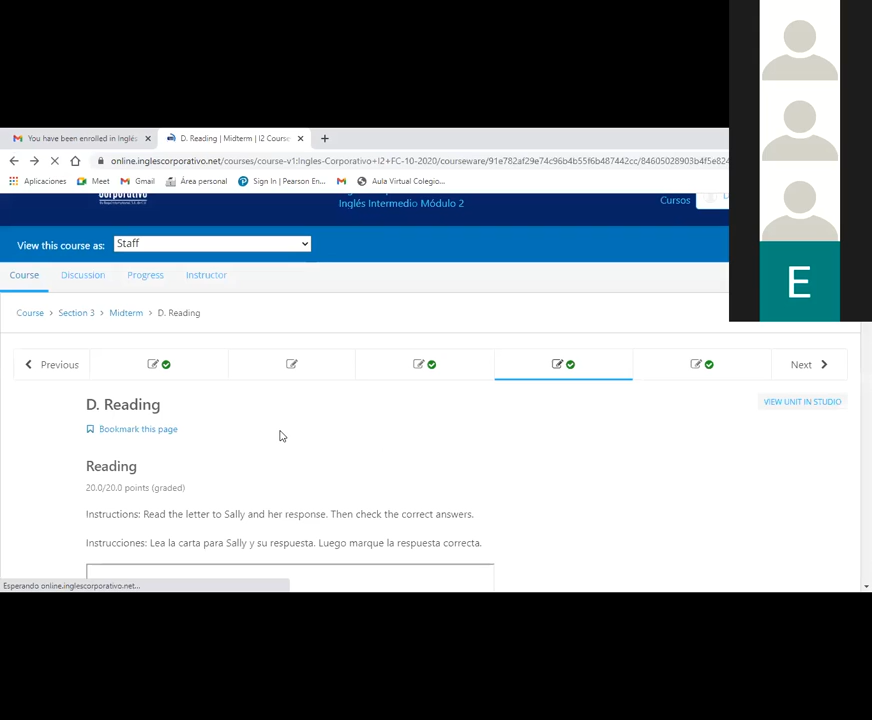 You have been enrolled in Inglés
D. Reading | Midterm | I2 Course
online.inglescorporativo.net/courses/course-v1:Ingles-Corporativo+I2+FC-10-2020/courseware/91e782af29e74c96b4b55f6b487442cc/84605028903b4f5e824
Aplicaciones
Meet
Gmail
Área personal
Sign In | Pearson En...
Aula Virtual Colegio...
corporativo
Inglés Intermedio Módulo 2
Cursos
View this course as:
Staff
Course
Discussion
Progress
Instructor
Course > Section 3 > Midterm > D. Reading
Previous
Next
D. Reading
VIEW UNIT IN STUDIO
Bookmark this page
Reading
20.0/20.0 points (graded)
Instructions: Read the letter to Sally and her response. Then check the correct answers.
Instrucciones: Lea la carta para Sally y su respuesta. Luego marque la respuesta correcta.
Esperando online.inglescorporativo.net...
E